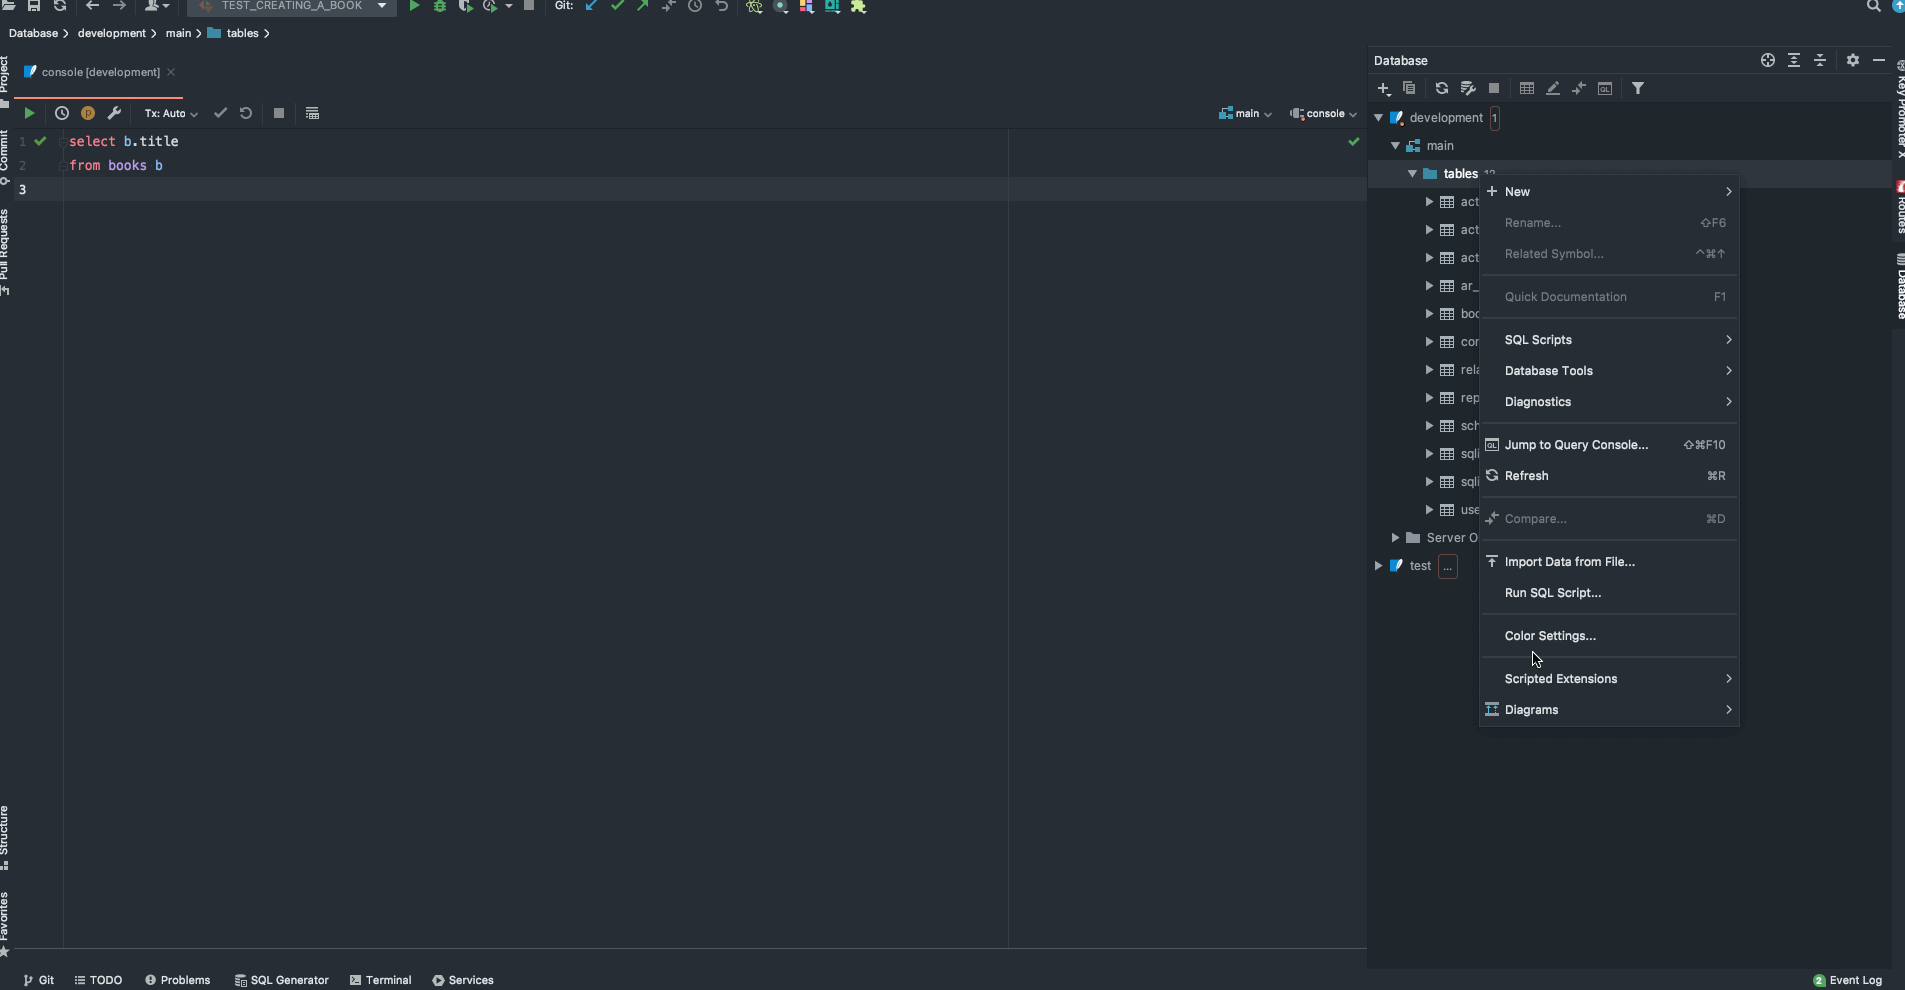 TEST_CREATING_A_BOOK
Git:
Database
development
main
tables
Project
Commit
Pull Requests
Structure
Favorites
console [development]
Tx: Auto
main
console
1
select b.title
2
from books b
3
Database
development 1
main
tables
act
act
act
ar_
boo
cor
rela
rep
sch
sqli
sqli
use
Server O
test ...
New
Rename... ⇧F6
Related Symbol... ^⌘↑
Quick Documentation F1
SQL Scripts
Database Tools
Diagnostics
Jump to Query Console... ⇧⌘F10
Refresh ⌘R
Compare... ⌘D
Import Data from File...
Run SQL Script...
Color Settings...
Scripted Extensions
Diagrams
Key Promoter X
Routes
Database
Git
TODO
Problems
SQL Generator
Terminal
Services
2 Event Log